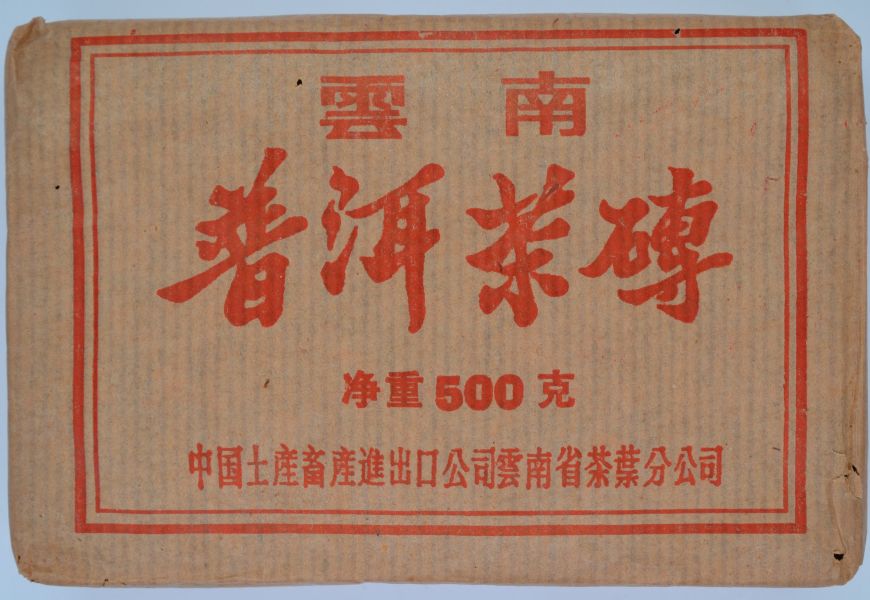 雲南
普洱茶磚
净重500克
中国土産畜産進出口公司雲南省茶葉分公司